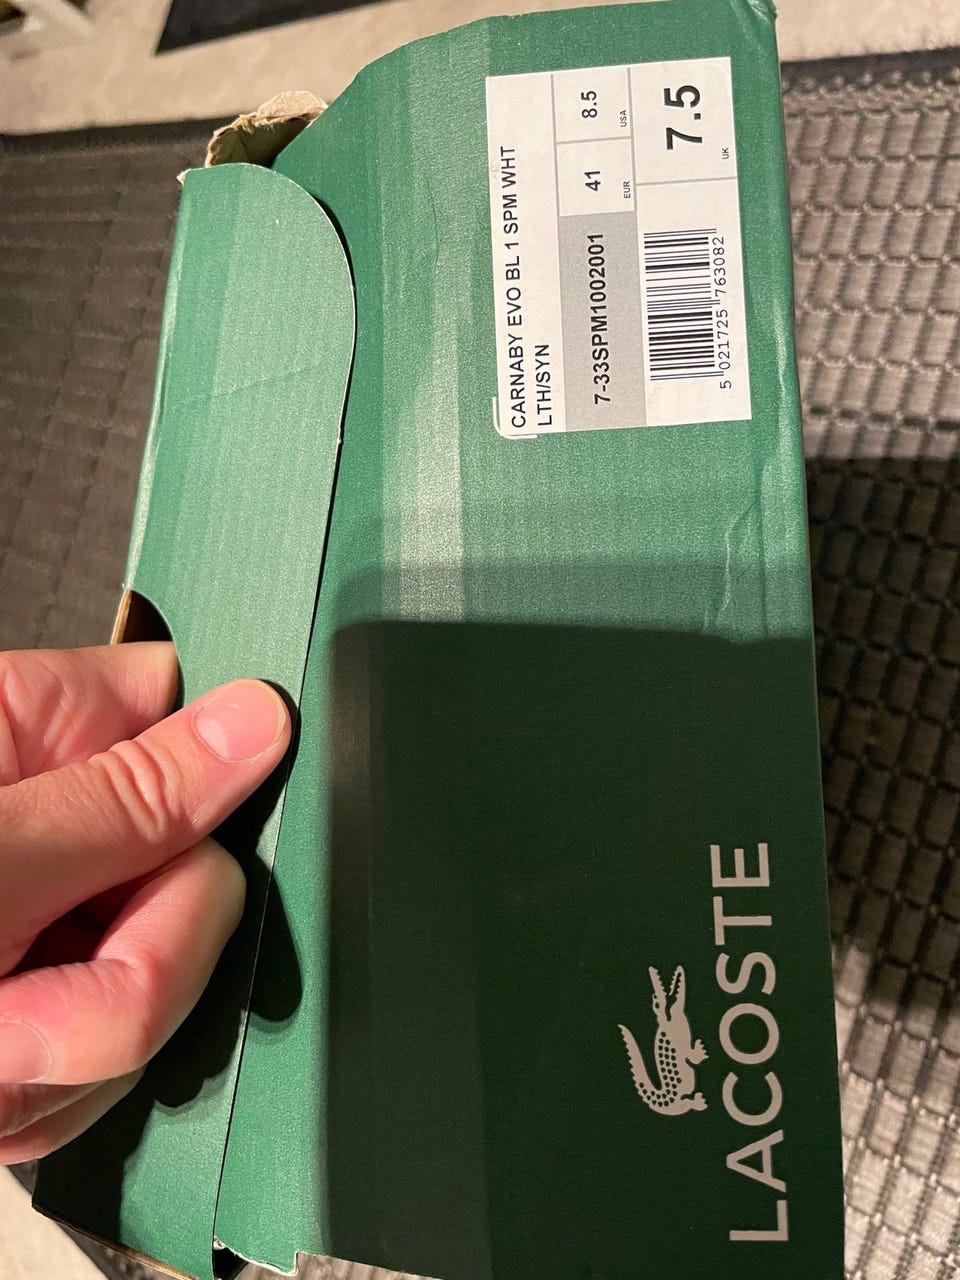 CARNABY EVO BL 1 SPM WHT
LTH/SYN
7-33SPM1002001
41
EUR
8.5
USA
7.5
UK
5 021725 763082
LACOSTE